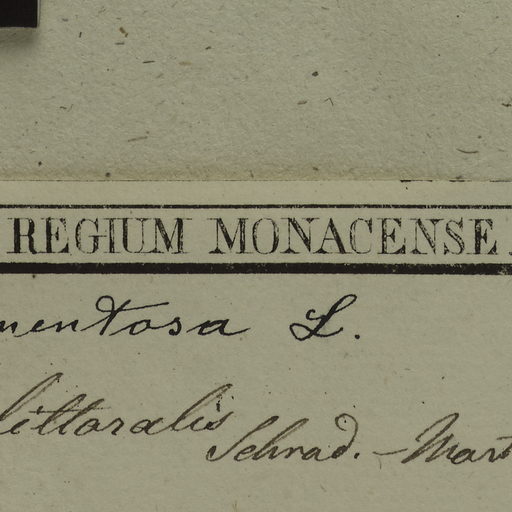 REGIUM MONACENSE.
mentosa L.
littoralis Schrad. - Mart